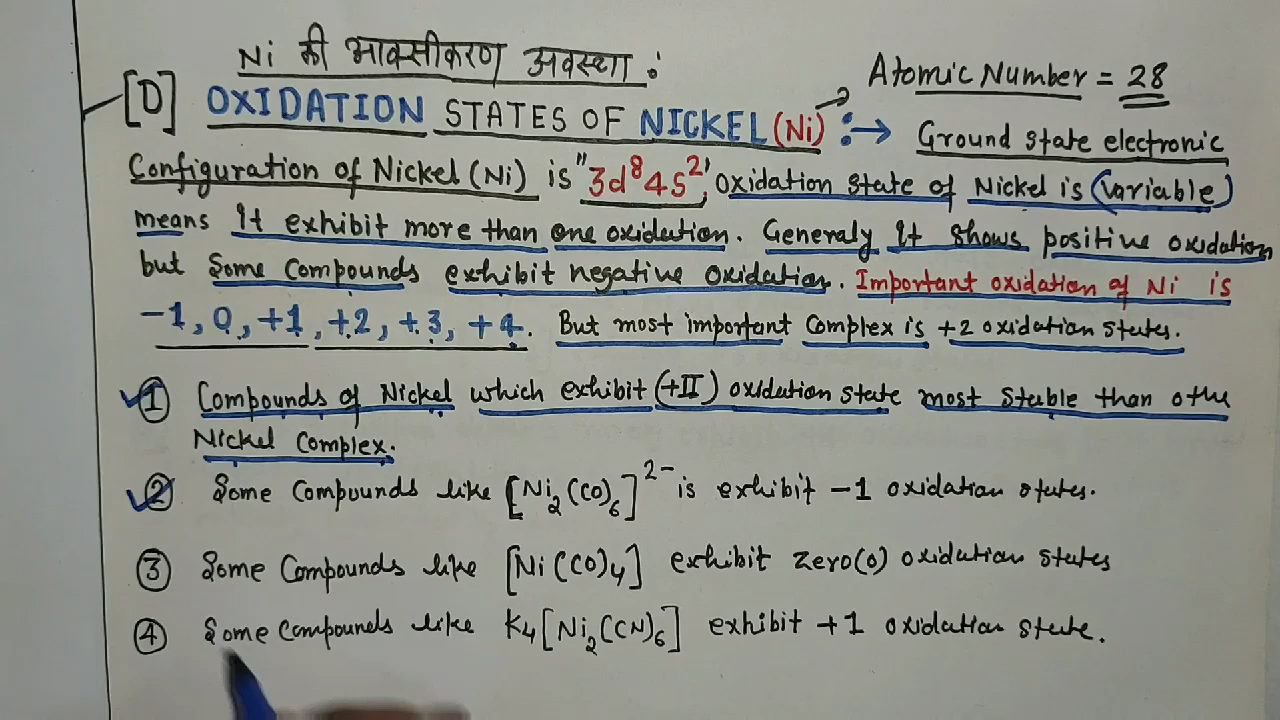 Ni की आक्सीकरण अवस्था :
Atomic Number = 28
[D] OXIDATION STATES OF NICKEL (Ni) :→ Ground state electronic
Configuration of Nickel (Ni) is "3d⁸4s²", oxidation state of Nickel is (variable)
means It exhibit more than one oxidation. Generaly It shows positive oxidation
but some compounds exhibit negative oxidation. Important oxidation of Ni is
-1, 0, +1, +2, +3, +4. But most important Complex is +2 oxidation states.
① Compounds of Nickel which exhibit (+II) oxidation state most stable than othe
Nickel Complex.
② Some Compounds like [Ni₂(CO)₆]²⁻ is exhibit -1 oxidation states.
③ Some Compounds like [Ni(CO)₄] exhibit zero(0) oxidation states
④ Some Compounds like K₄[Ni₂(CN)₆] exhibit +1 oxidation state.